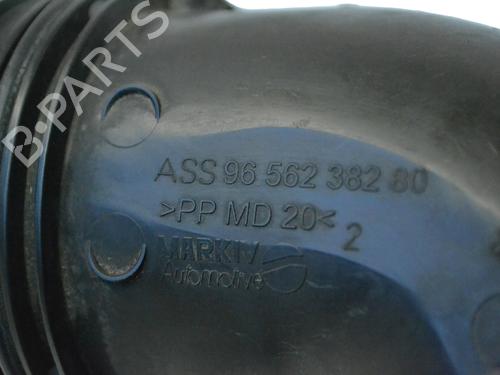 B-PARTS
ASS 96 562 382 80
>PP MD 20<
2
MARK IV
Automotive